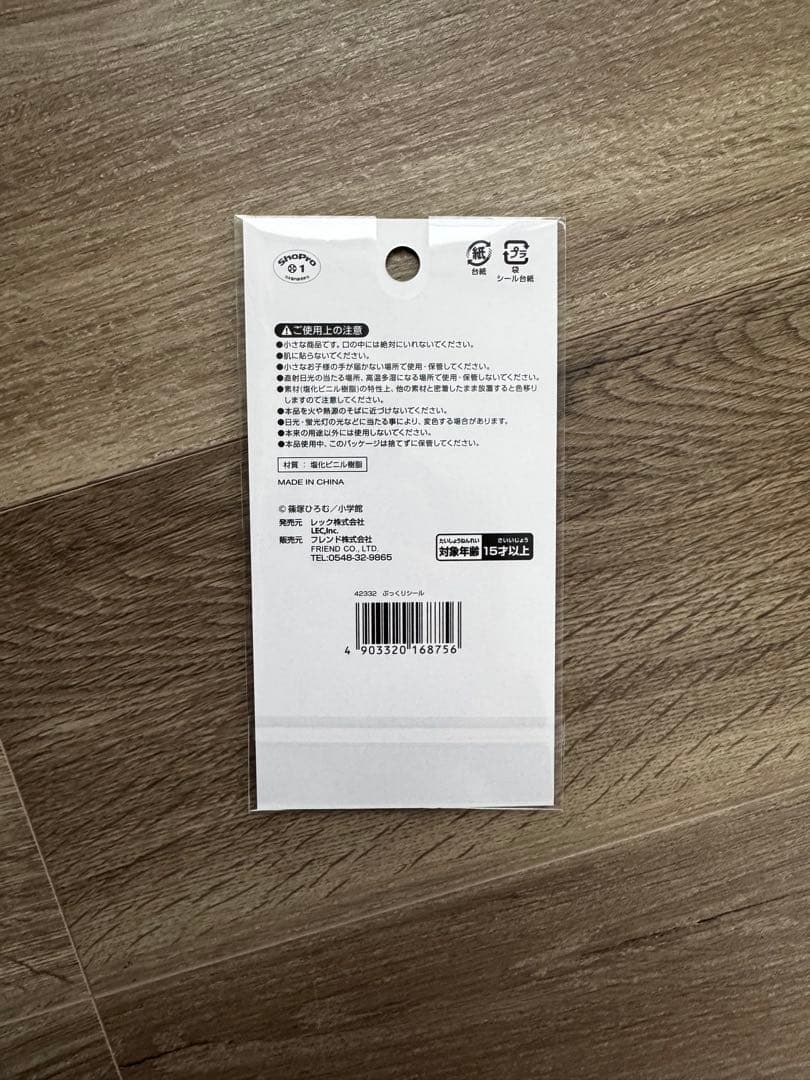 ShoPro
1
紙
台紙
プラ
袋
シール台紙
ご使用上の注意
●小さな商品です。口の中には絶対にいれないでください。
●肌に貼らないでください。
●小さなお子様の手が届かない場所で使用・保管してください。
●直射日光の当たる場所、高温多湿になる場所で使用・保管しないでください。
●素材(塩化ビニル樹脂)の特性上、他の素材と密着したまま放置すると色移り
しますので注意してください。
●本品を火や熱源のそばに近づけないでください。
●日光・蛍光灯の光などに当たる事により、変色する場合があります。
●本来の用途以外には使用しないでください。
●本品使用中、このパッケージは捨てずに保管してください。
材質：塩化ビニル樹脂
MADE IN CHINA
© 篠塚ひろむ／小学館
発売元 レック株式会社
LEC,Inc.
販売元 フレンド株式会社
FRIEND CO., LTD.
TEL:0548-32-9865
たいしょうねんれい さいいじょう
対象年齢 15才以上
42332 ぷっくりシール
4 903320 168756